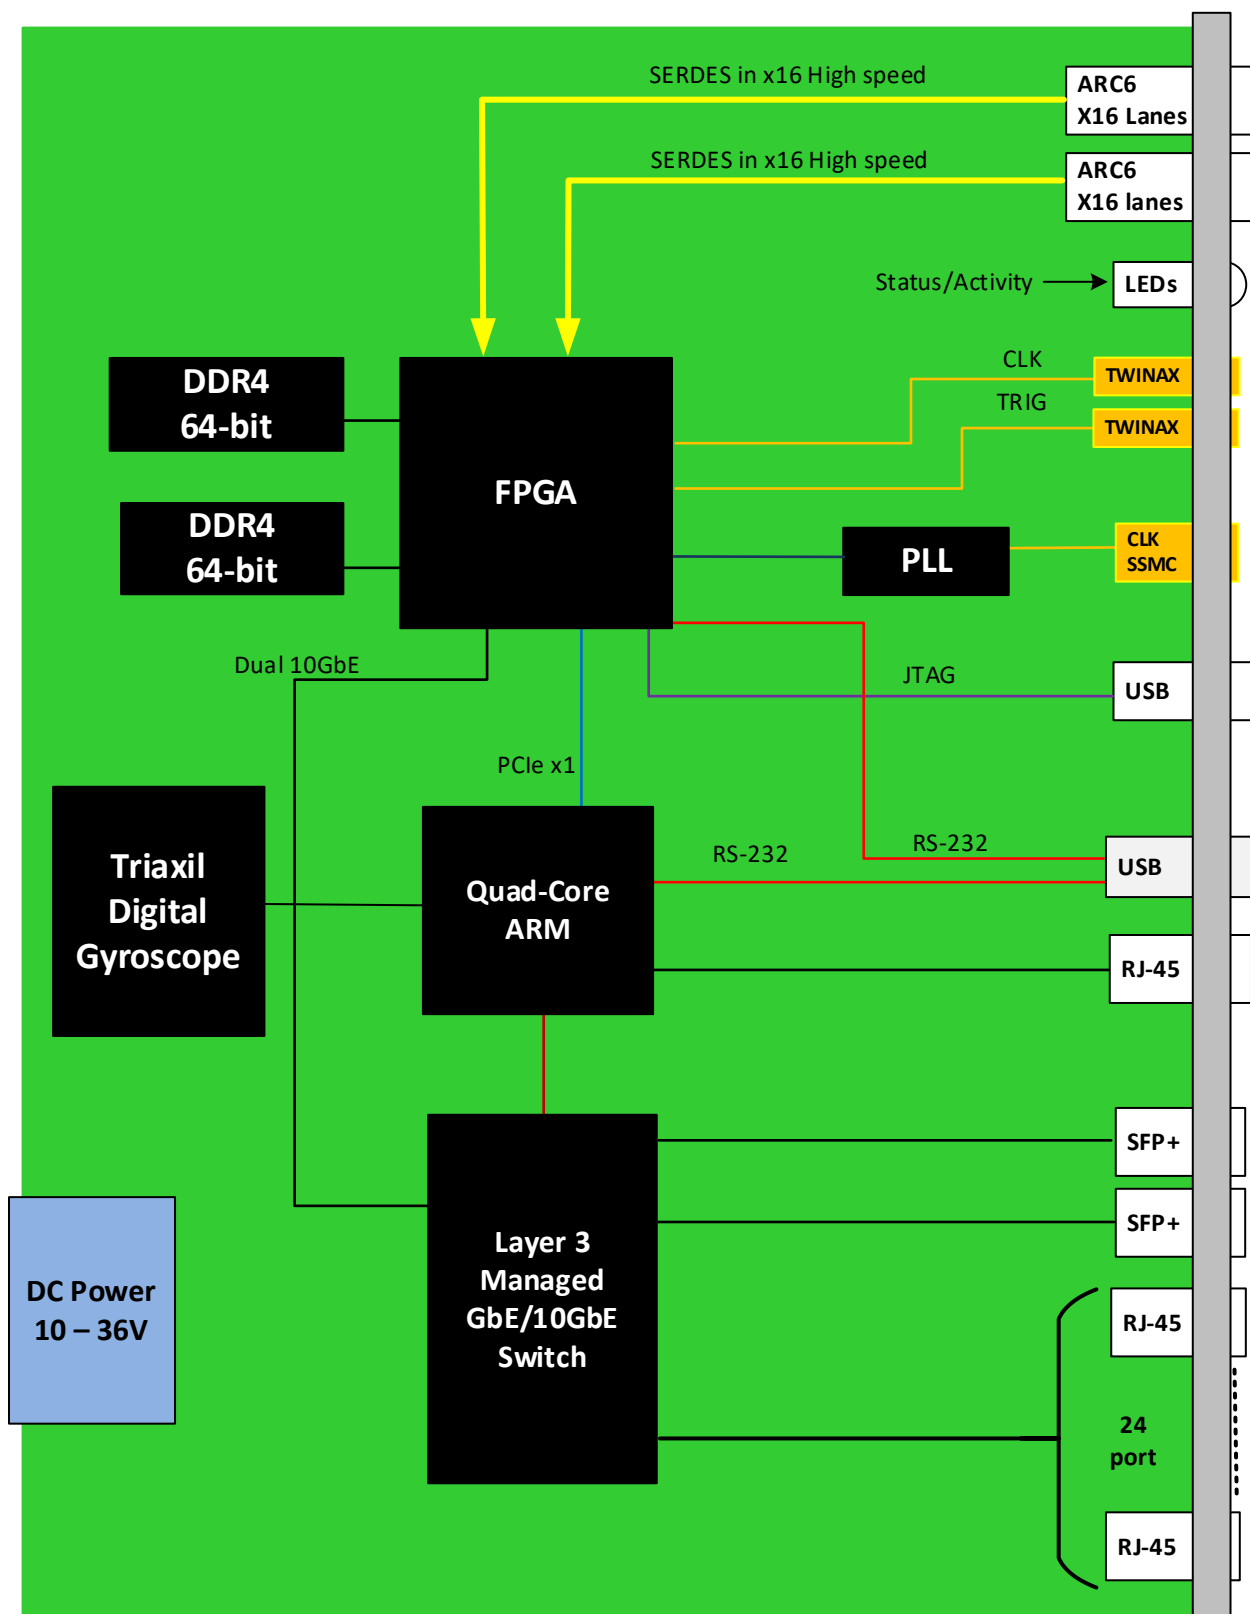 SERDES in x16 High speed
ARC6
X16 Lanes
SERDES in x16 High speed
ARC6
X16 lanes
Status/Activity
LEDs
CLK
TWINAX
TRIG
TWINAX
DDR4
64-bit
FPGA
DDR4
64-bit
PLL
CLK
SSMC
Dual 10GbE
JTAG
USB
PCIe x1
Triaxil
Digital
Gyroscope
Quad-Core
ARM
RS-232
RS-232
USB
RJ-45
SFP+
SFP+
Layer 3
Managed
GbE/10GbE
Switch
DC Power
10 – 36V
RJ-45
24
port
RJ-45